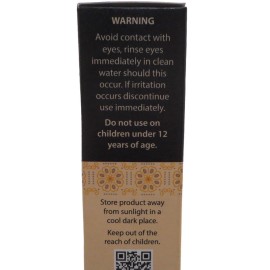 WARNING
Avoid contact with
eyes, rinse eyes
immediately in clean
water should this
occur. If irritation
occurs discontinue
use immediately.
Do not use on
children under 12
years of age.
Store product away
from sunlight in a
cool dark place.
Keep out of the
reach of children.